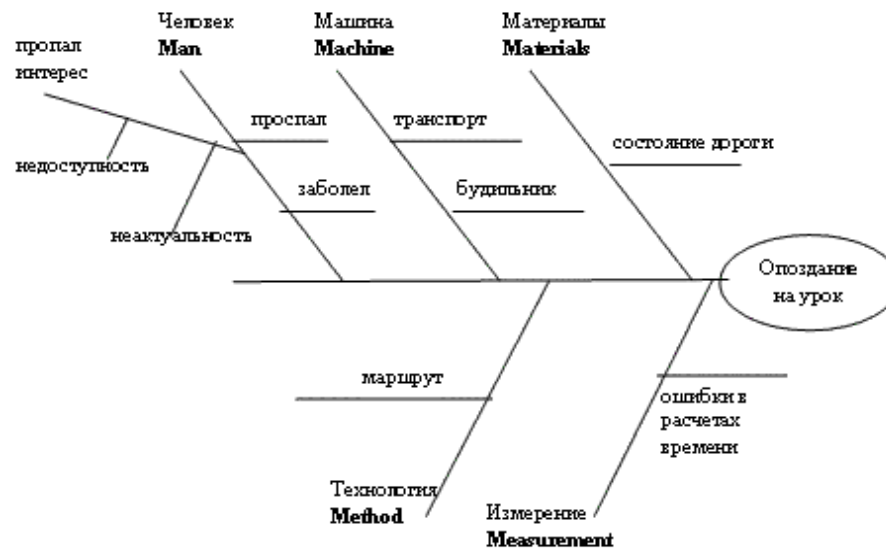 Человек
Man
Машина
Machine
Материалы
Materials
пропал
интерес
проспал
транспорт
состояние дороги
недоступность
заболел
будильник
неактуальность
Опоздание
на урок
маршрут
ошибки в
расчетах
времени
Технология
Method
Измерение
Measurement